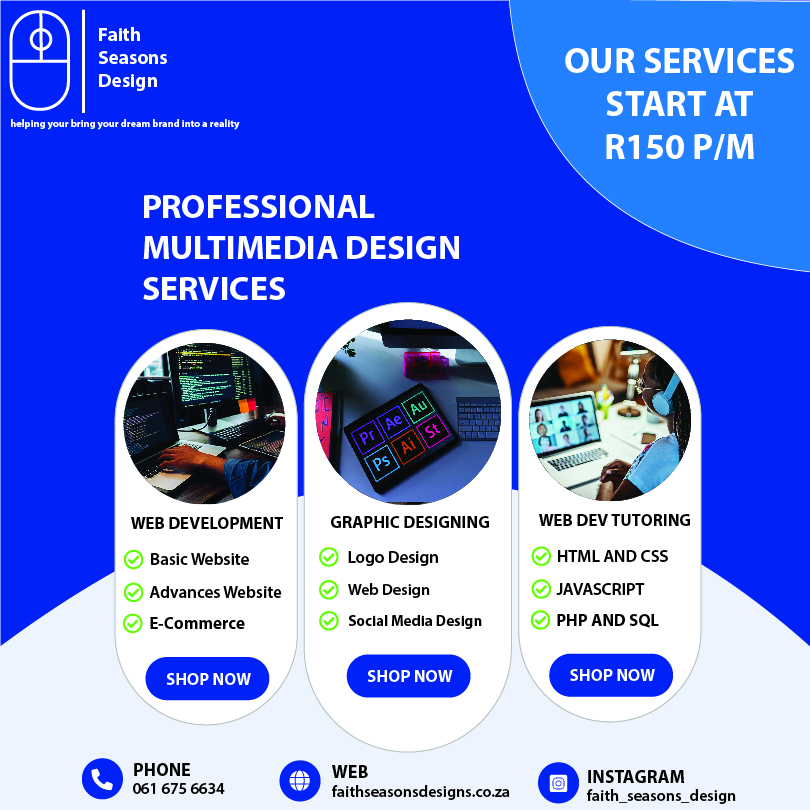 Faith
Seasons
Design
helping your bring your dream brand into a reality
OUR SERVICES
START AT
R150 P/M
PROFESSIONAL
MULTIMEDIA DESIGN
SERVICES
Pr Ae Au
Ps Ai St
WEB DEVELOPMENT
Basic Website
Advances Website
E-Commerce
SHOP NOW
GRAPHIC DESIGNING
Logo Design
Web Design
Social Media Design
SHOP NOW
WEB DEV TUTORING
HTML AND CSS
JAVASCRIPT
PHP AND SQL
SHOP NOW
PHONE
061 675 6634
WEB
faithseasonsdesigns.co.za
INSTAGRAM
faith_seasons_design